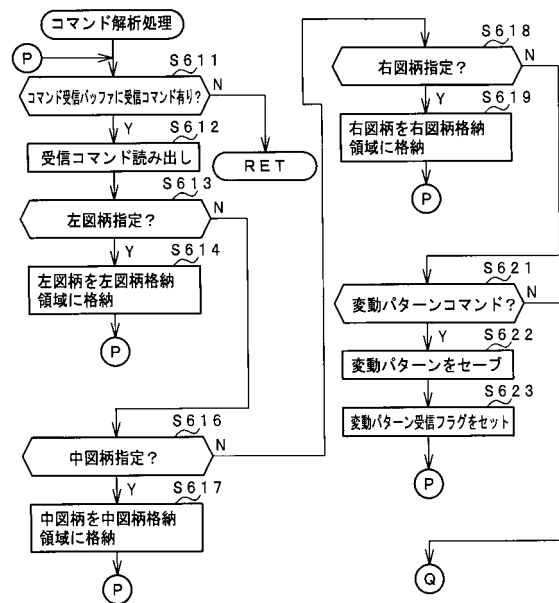 コマンド解析処理
P
S611
コマンド受信バッファに受信コマンド有り?
N
Y
S612
受信コマンド読み出し
RET
S613
左図柄指定?
N
Y
S614
左図柄を左図柄格納
領域に格納
P
S616
中図柄指定?
N
Y
S617
中図柄を中図柄格納
領域に格納
P
S618
右図柄指定?
N
Y
S619
右図柄を右図柄格納
領域に格納
P
S621
変動パターンコマンド?
N
Y
S622
変動パターンをセーブ
S623
変動パターン受信フラグをセット
P
Q